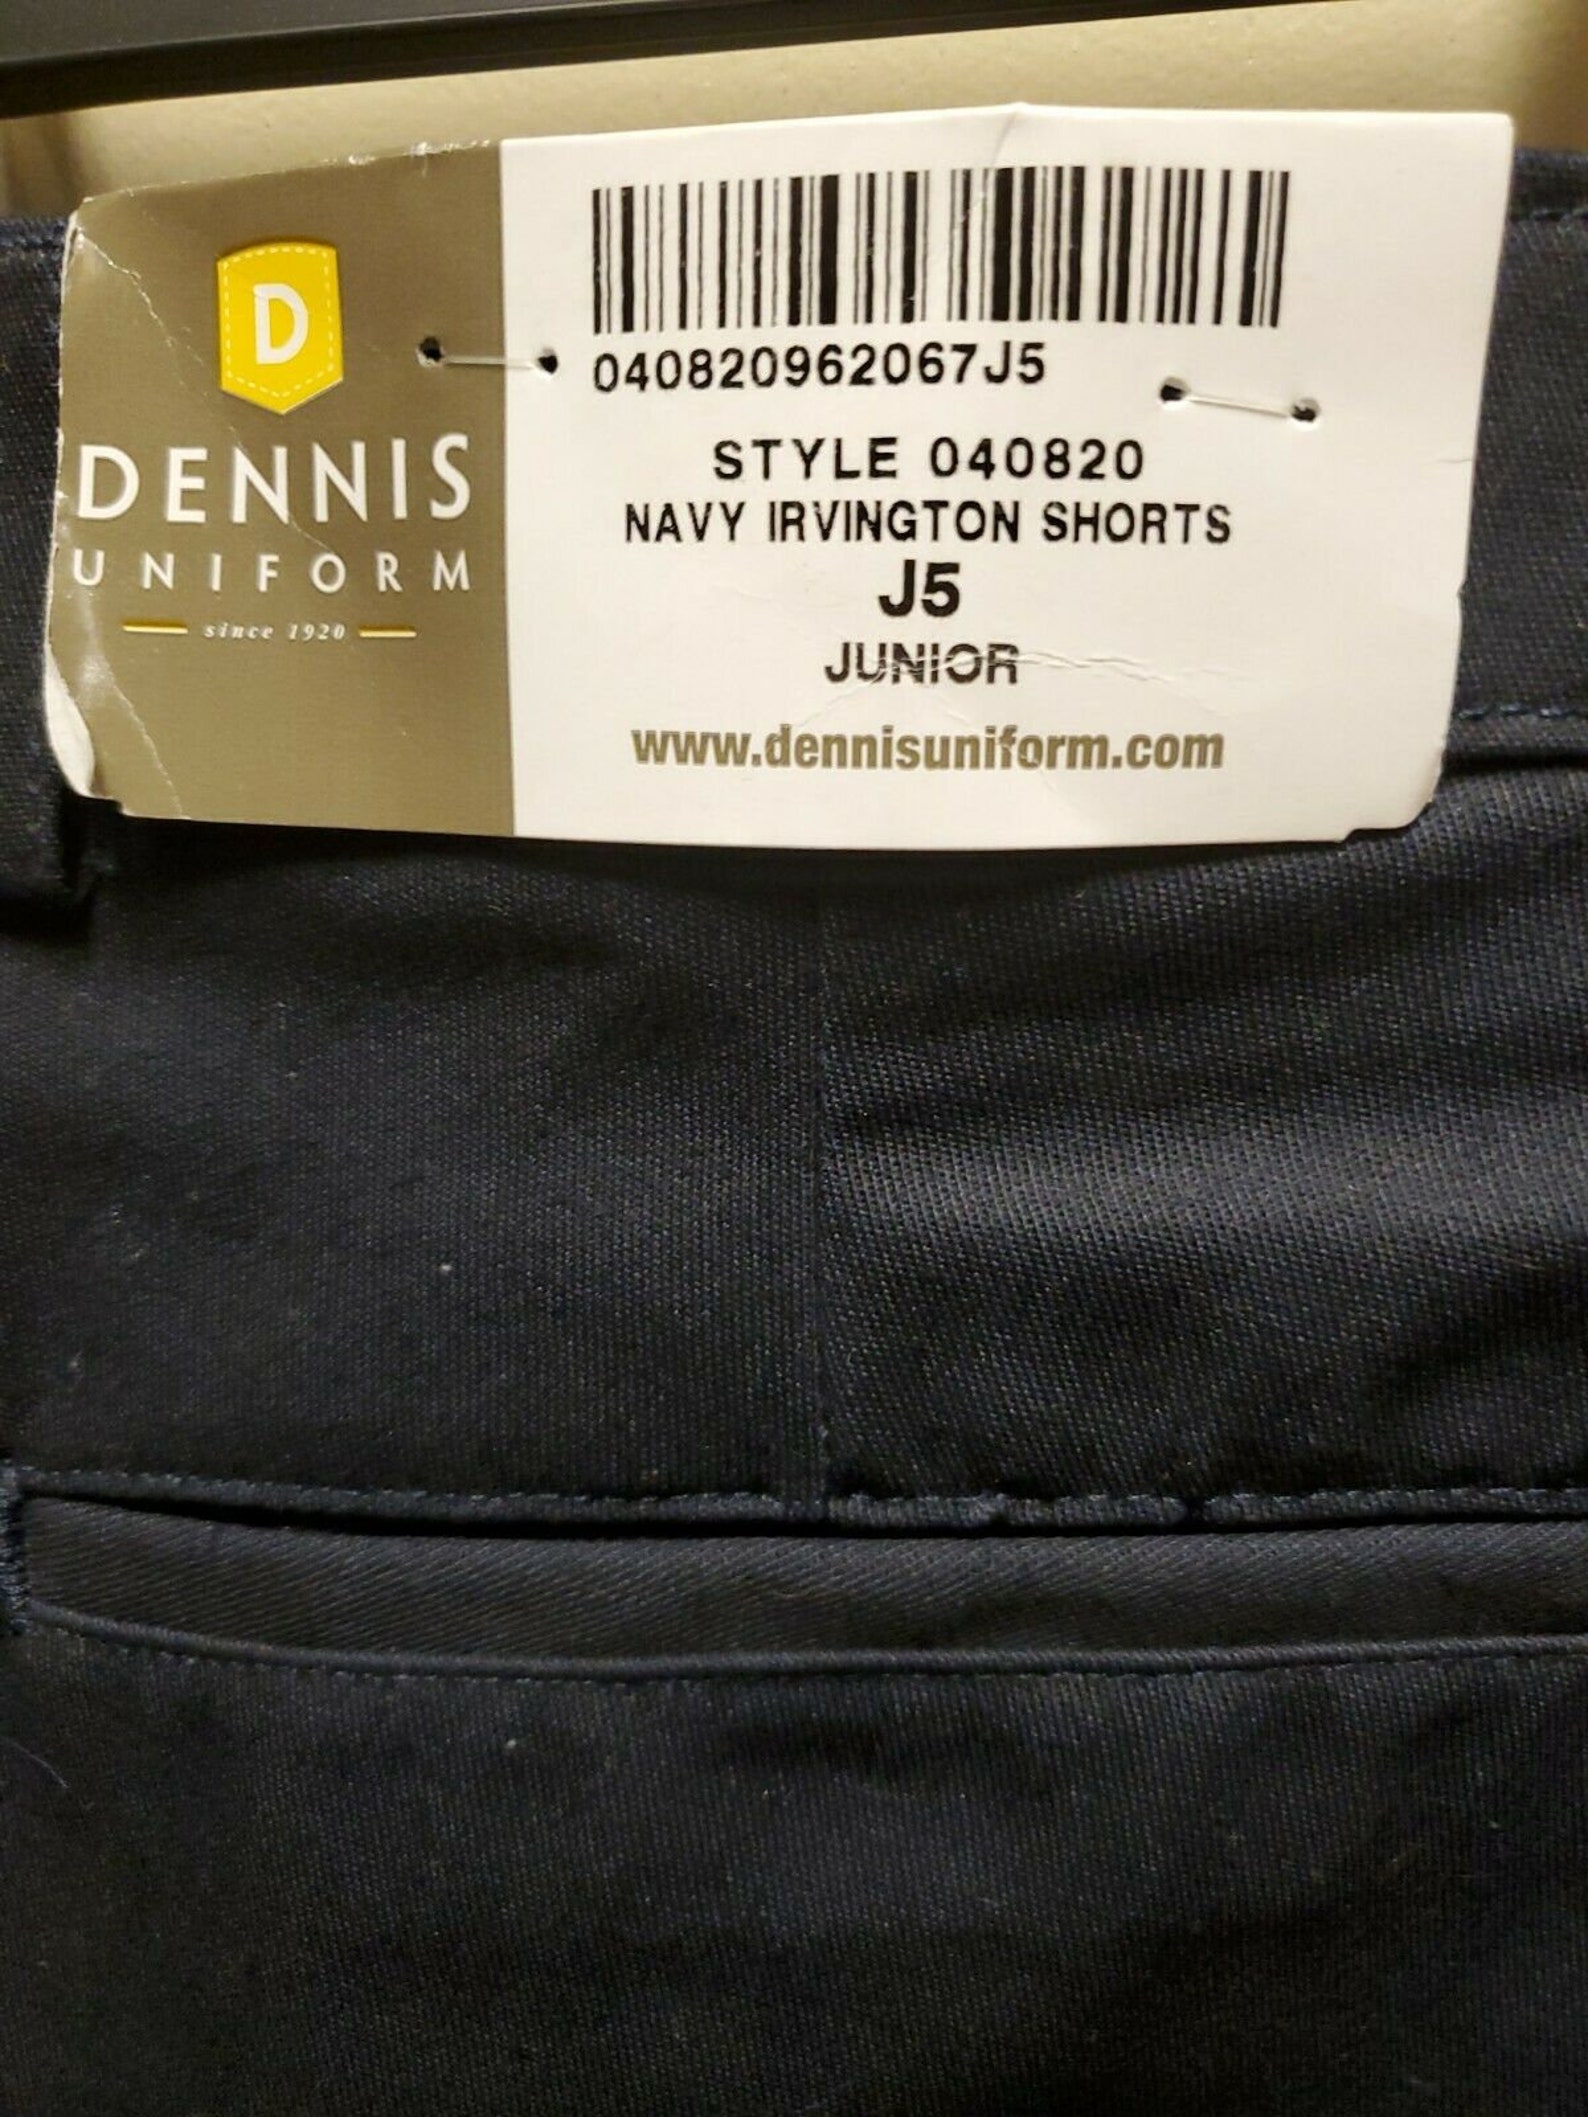 D
DENNIS
UNIFORM
since 1920
040820962067J5
STYLE 040820
NAVY IRVINGTON SHORTS
J5
JUNIOR
www.dennisuniform.com